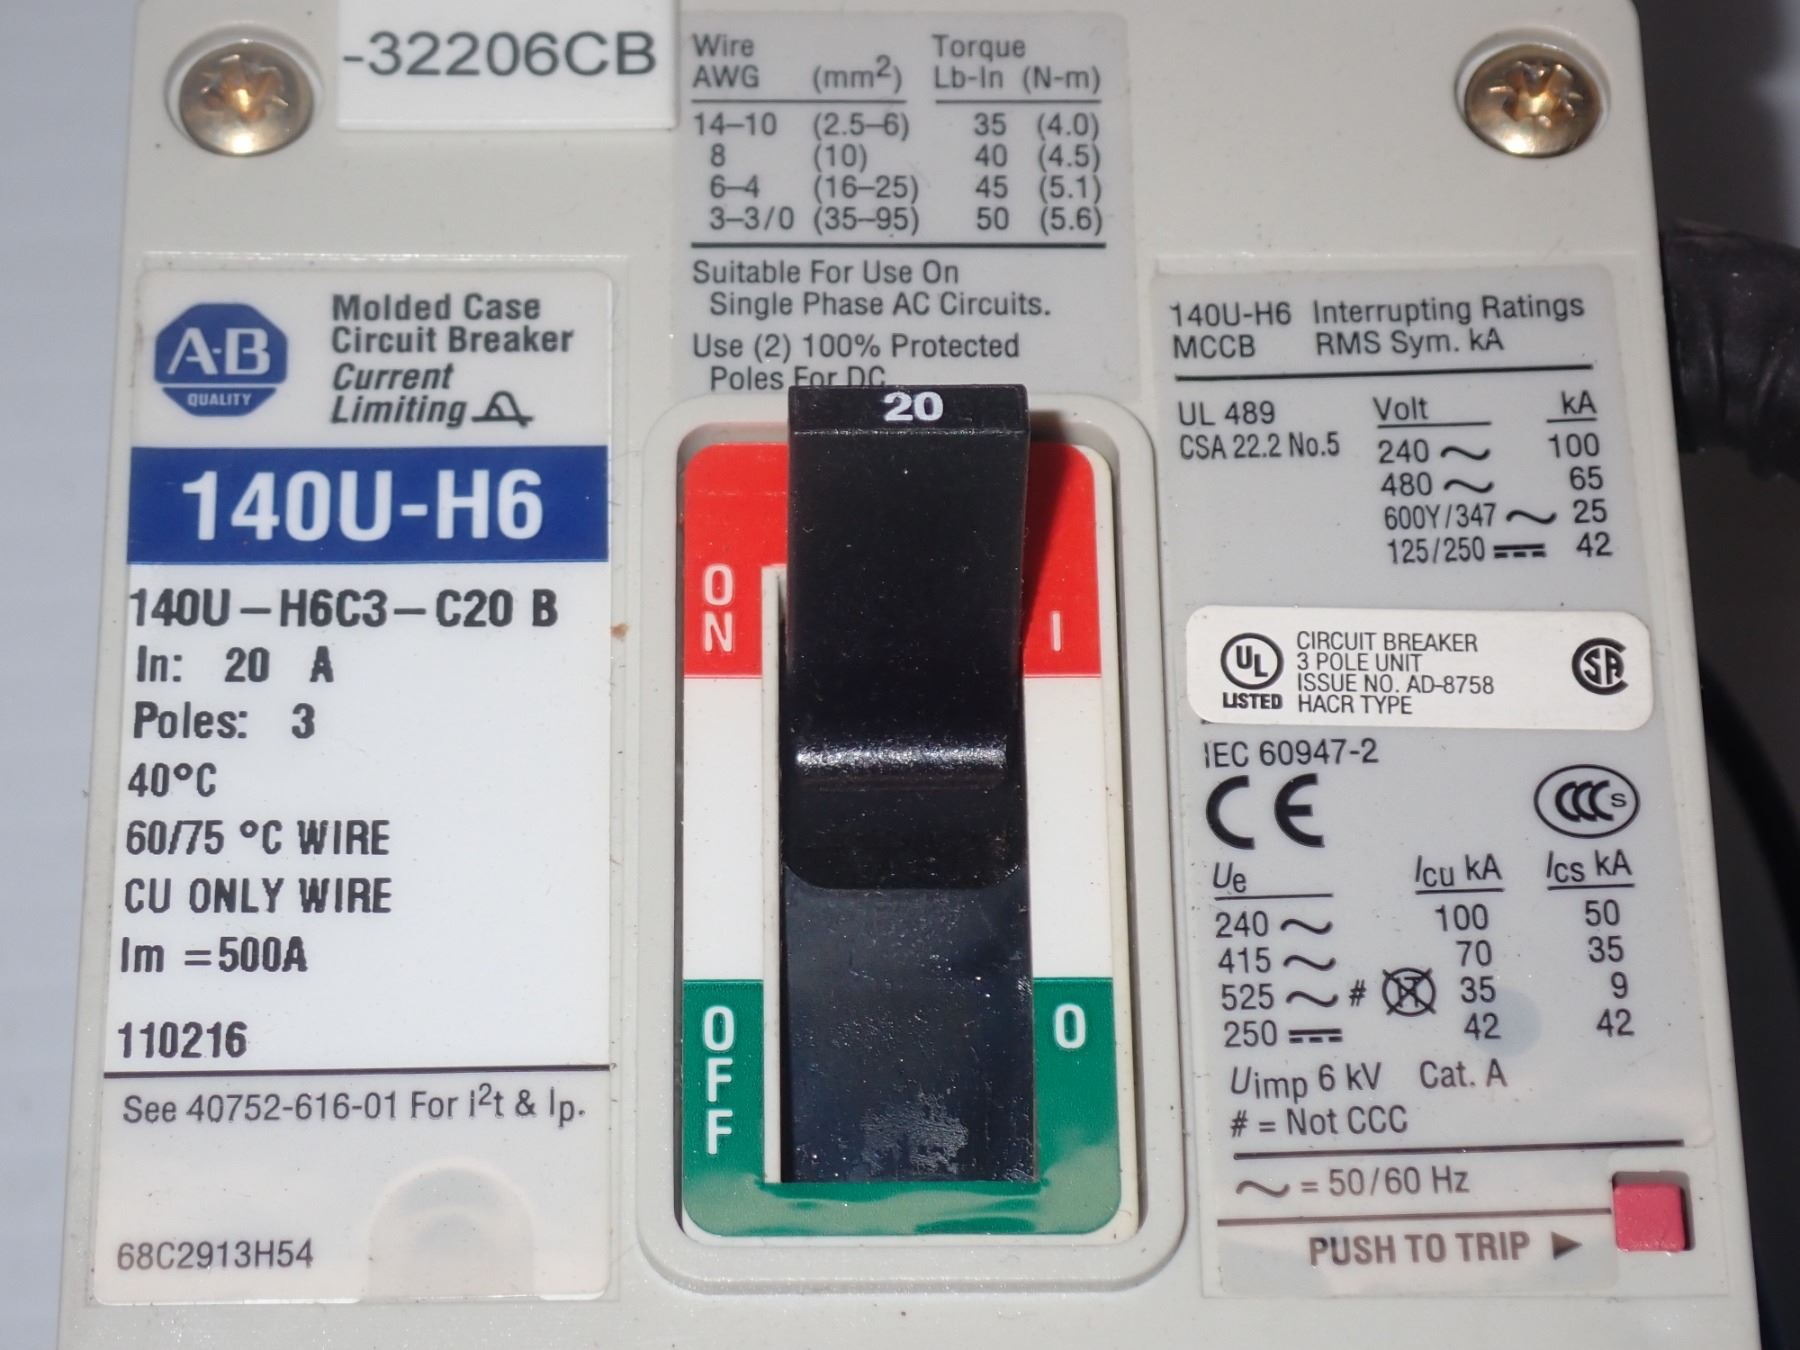 -32206CB
Wire Torque
AWG (mm2) Lb-In (N-m)
14–10 (2.5–6) 35 (4.0)
8 (10) 40 (4.5)
6–4 (16–25) 45 (5.1)
3–3/0 (35–95) 50 (5.6)
Suitable For Use On
Single Phase AC Circuits.
Use (2) 100% Protected
Poles For DC
A-B
QUALITY
Molded Case
Circuit Breaker
Current
Limiting
140U-H6
140U–H6C3–C20 B
In: 20 A
Poles: 3
40°C
60/75 °C WIRE
CU ONLY WIRE
Im =500A
110216
See 40752-616-01 For i2t & Ip.
68C2913H54
20
ON I
OFF O
140U-H6 Interrupting Ratings
MCCB RMS Sym. kA
UL 489 Volt kA
CSA 22.2 No.5 240 ~ 100
480 ~ 65
600Y/347 ~ 25
125/250 ⎓ 42
UL
LISTED
CIRCUIT BREAKER
3 POLE UNIT
ISSUE NO. AD-8758
HACR TYPE
SA
IEC 60947-2
CE
CCC S
Ue Icu kA Ics kA
240 ~ 100 50
415 ~ 70 35
525 ~ # IT 35 9
250 ⎓ 42 42
Uimp 6 kV Cat. A
# = Not CCC
~ = 50/60 Hz
PUSH TO TRIP ►